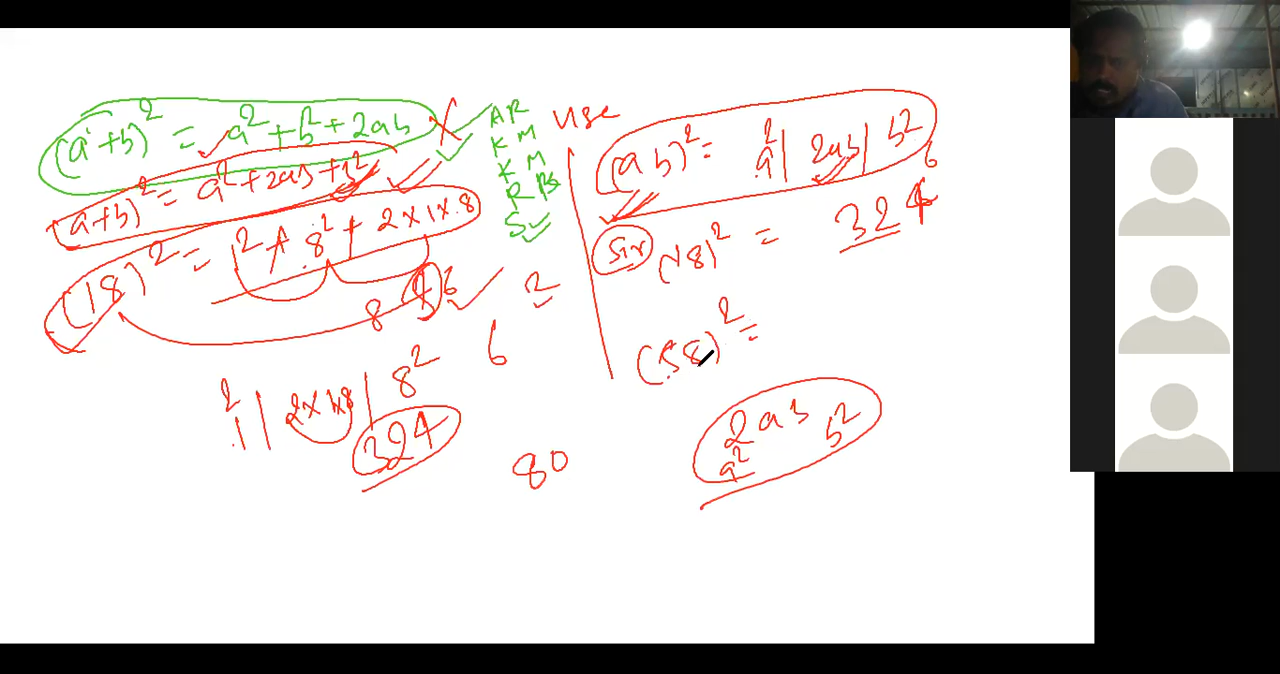 (a+b)² = a²+b²+2ab
AR
KM
KM
R
S
(a+b)² = a²+2ab+b²
(18)² = 1²+8²+2×1×8
8
6
2
6
1² | 2×1×8 | 8²
324
80
use
(ab)² = a² | 2ab | b²
6
Sir (18)² = 324
(58)² =
2ab
a² b²